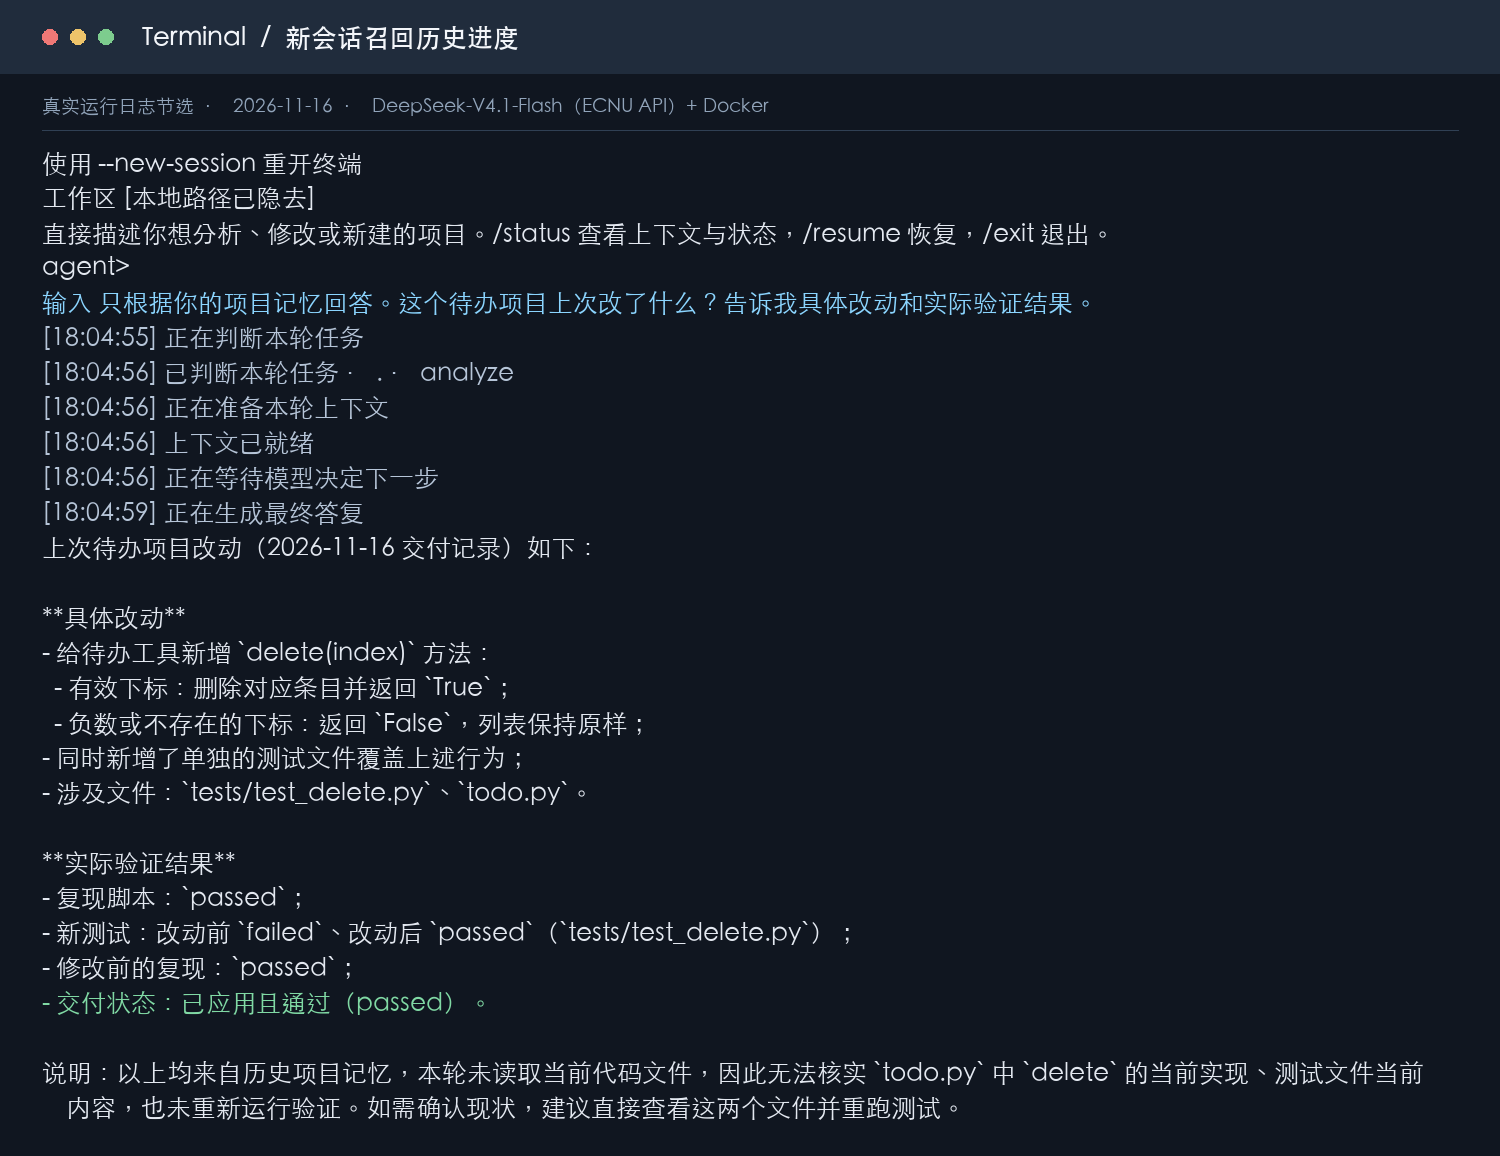 Terminal / 新会话召回历史进度
真实运行日志节选 · 2026-11-16 · DeepSeek-V4.1-Flash（ECNU API）+ Docker
使用 --new-session 重开终端
工作区 [本地路径已隐去]
直接描述你想分析、修改或新建的项目。/status 查看上下文与状态，/resume 恢复，/exit 退出。
agent>
输入 只根据你的项目记忆回答。这个待办项目上次改了什么？告诉我具体改动和实际验证结果。
[18:04:55] 正在判断本轮任务
[18:04:56] 已判断本轮任务 · . · analyze
[18:04:56] 正在准备本轮上下文
[18:04:56] 上下文已就绪
[18:04:56] 正在等待模型决定下一步
[18:04:59] 正在生成最终答复
上次待办项目改动（2026-11-16 交付记录）如下：
**具体改动**
- 给待办工具新增 `delete(index)` 方法：
- 有效下标：删除对应条目并返回 `True`；
- 负数或不存在的下标：返回 `False`，列表保持原样；
- 同时新增了单独的测试文件覆盖上述行为；
- 涉及文件：`tests/test_delete.py`、`todo.py`。
**实际验证结果**
- 复现脚本：`passed`；
- 新测试：改动前 `failed`、改动后 `passed`（`tests/test_delete.py`）；
- 修改前的复现：`passed`；
- 交付状态：已应用且通过（passed）。
说明：以上均来自历史项目记忆，本轮未读取当前代码文件，因此无法核实 `todo.py` 中 `delete` 的当前实现、测试文件当前
内容，也未重新运行验证。如需确认现状，建议直接查看这两个文件并重跑测试。